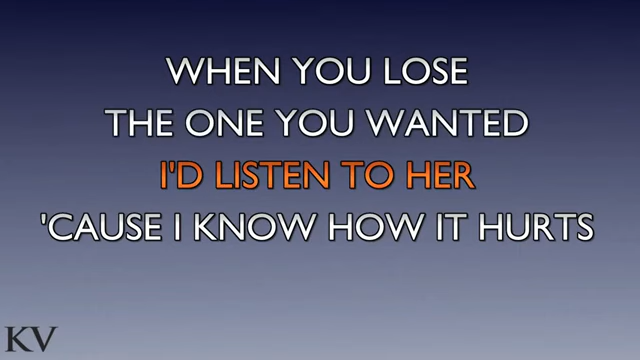 WHEN YOU LOSE
THE ONE YOU WANTED
I'D LISTEN TO HER
'CAUSE I KNOW HOW IT HURTS
KV